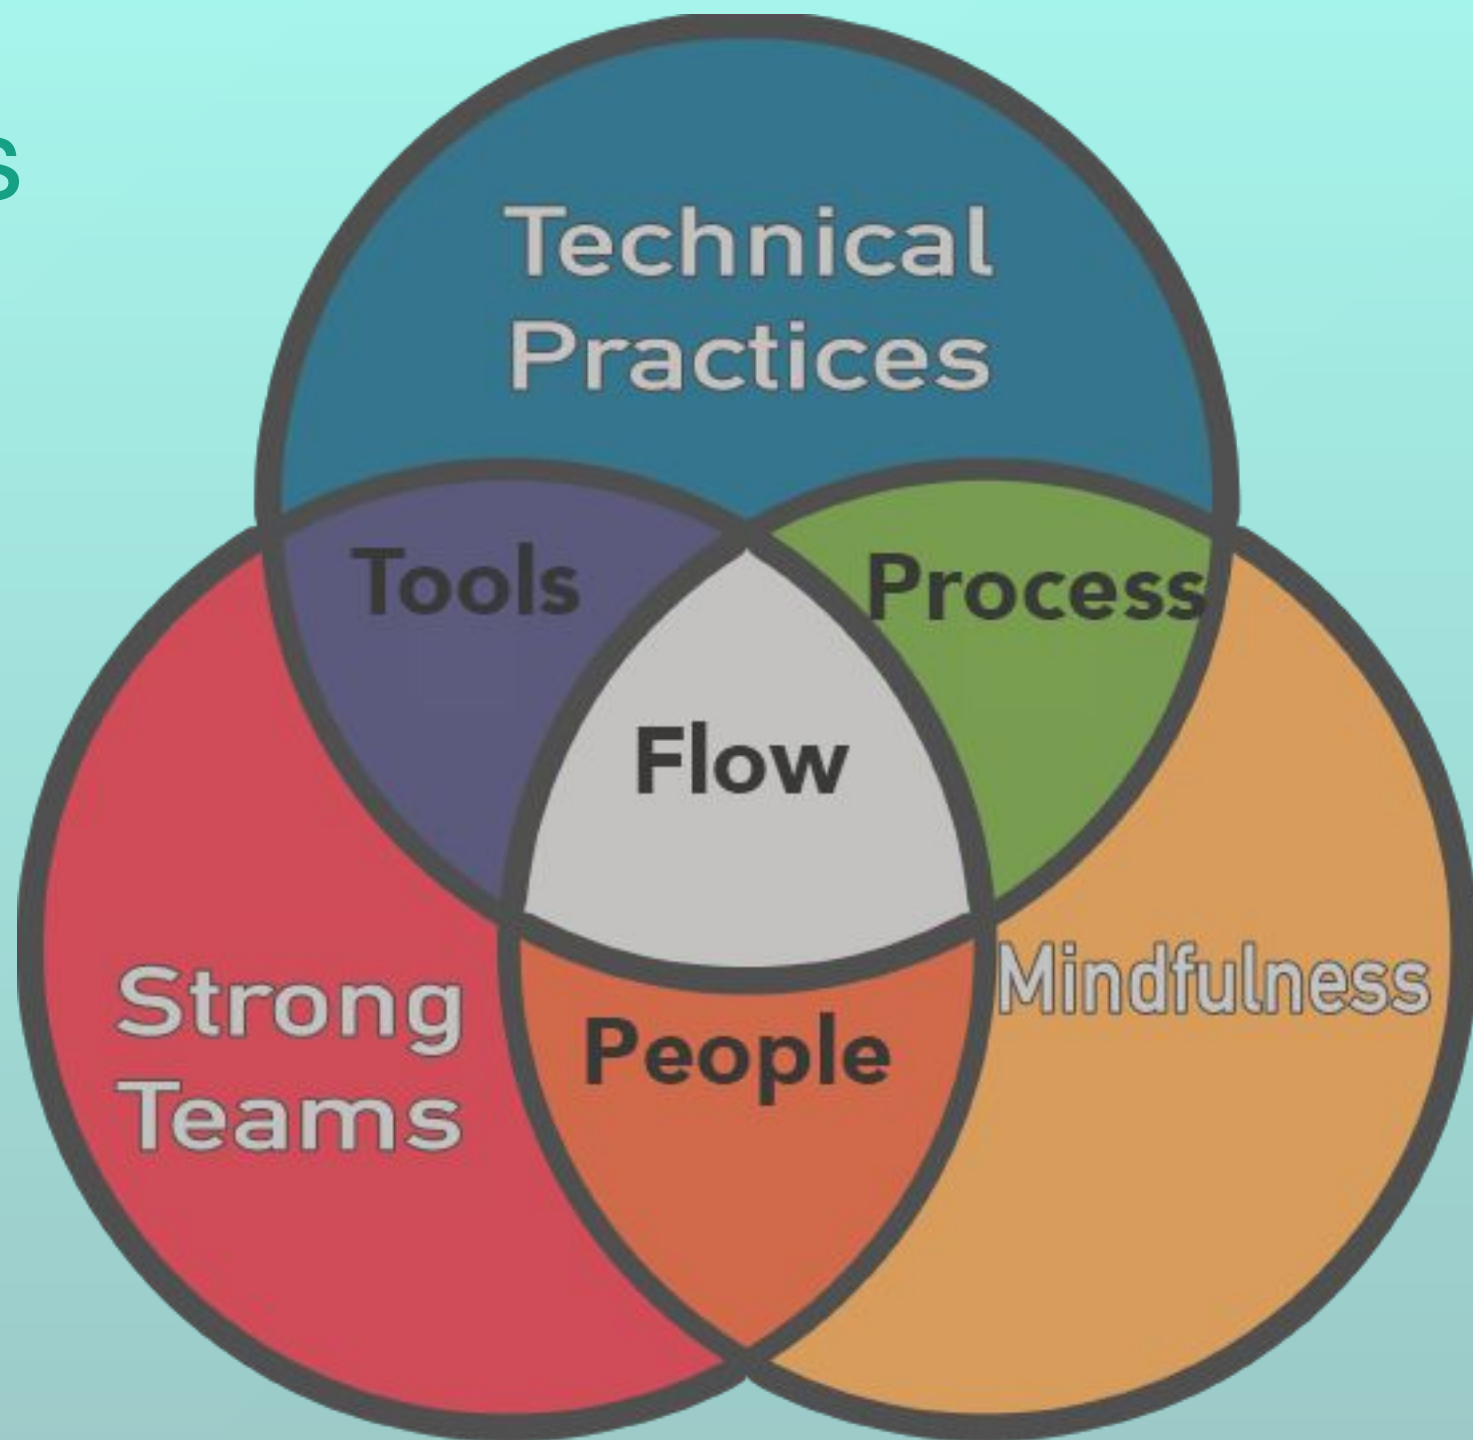 s
Technical
Practices
Tools
Process
Flow
Strong
Teams
Mindfulness
People